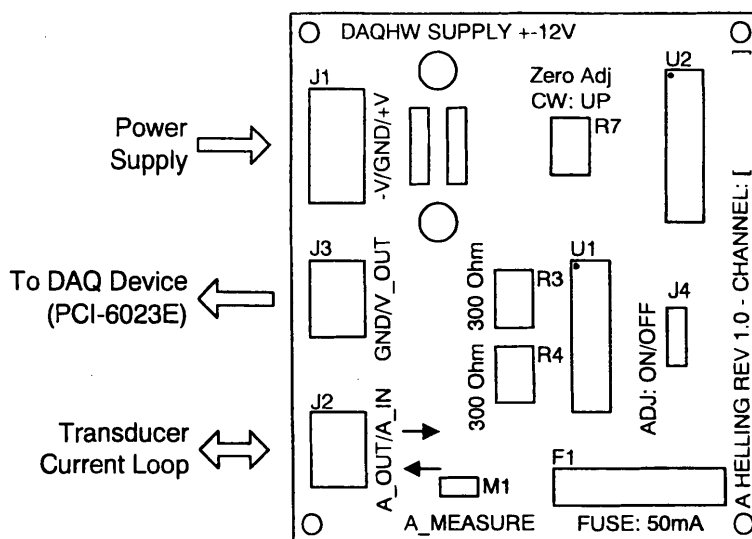 DAQHW SUPPLY +-12V
J1
-V/GND/+V
Power
Supply
Zero Adj
CW: UP
R7
U2
J3
GND/V_OUT
To DAQ Device
(PCI-6023E)
300 Ohm
R3
U1
300 Ohm
R4
J4
ADJ: ON/OFF
J2
A_OUT/A_IN
Transducer
Current Loop
M1
A_MEASURE
F1
FUSE: 50mA
A HELLING REV 1.0 - CHANNEL: [ ]